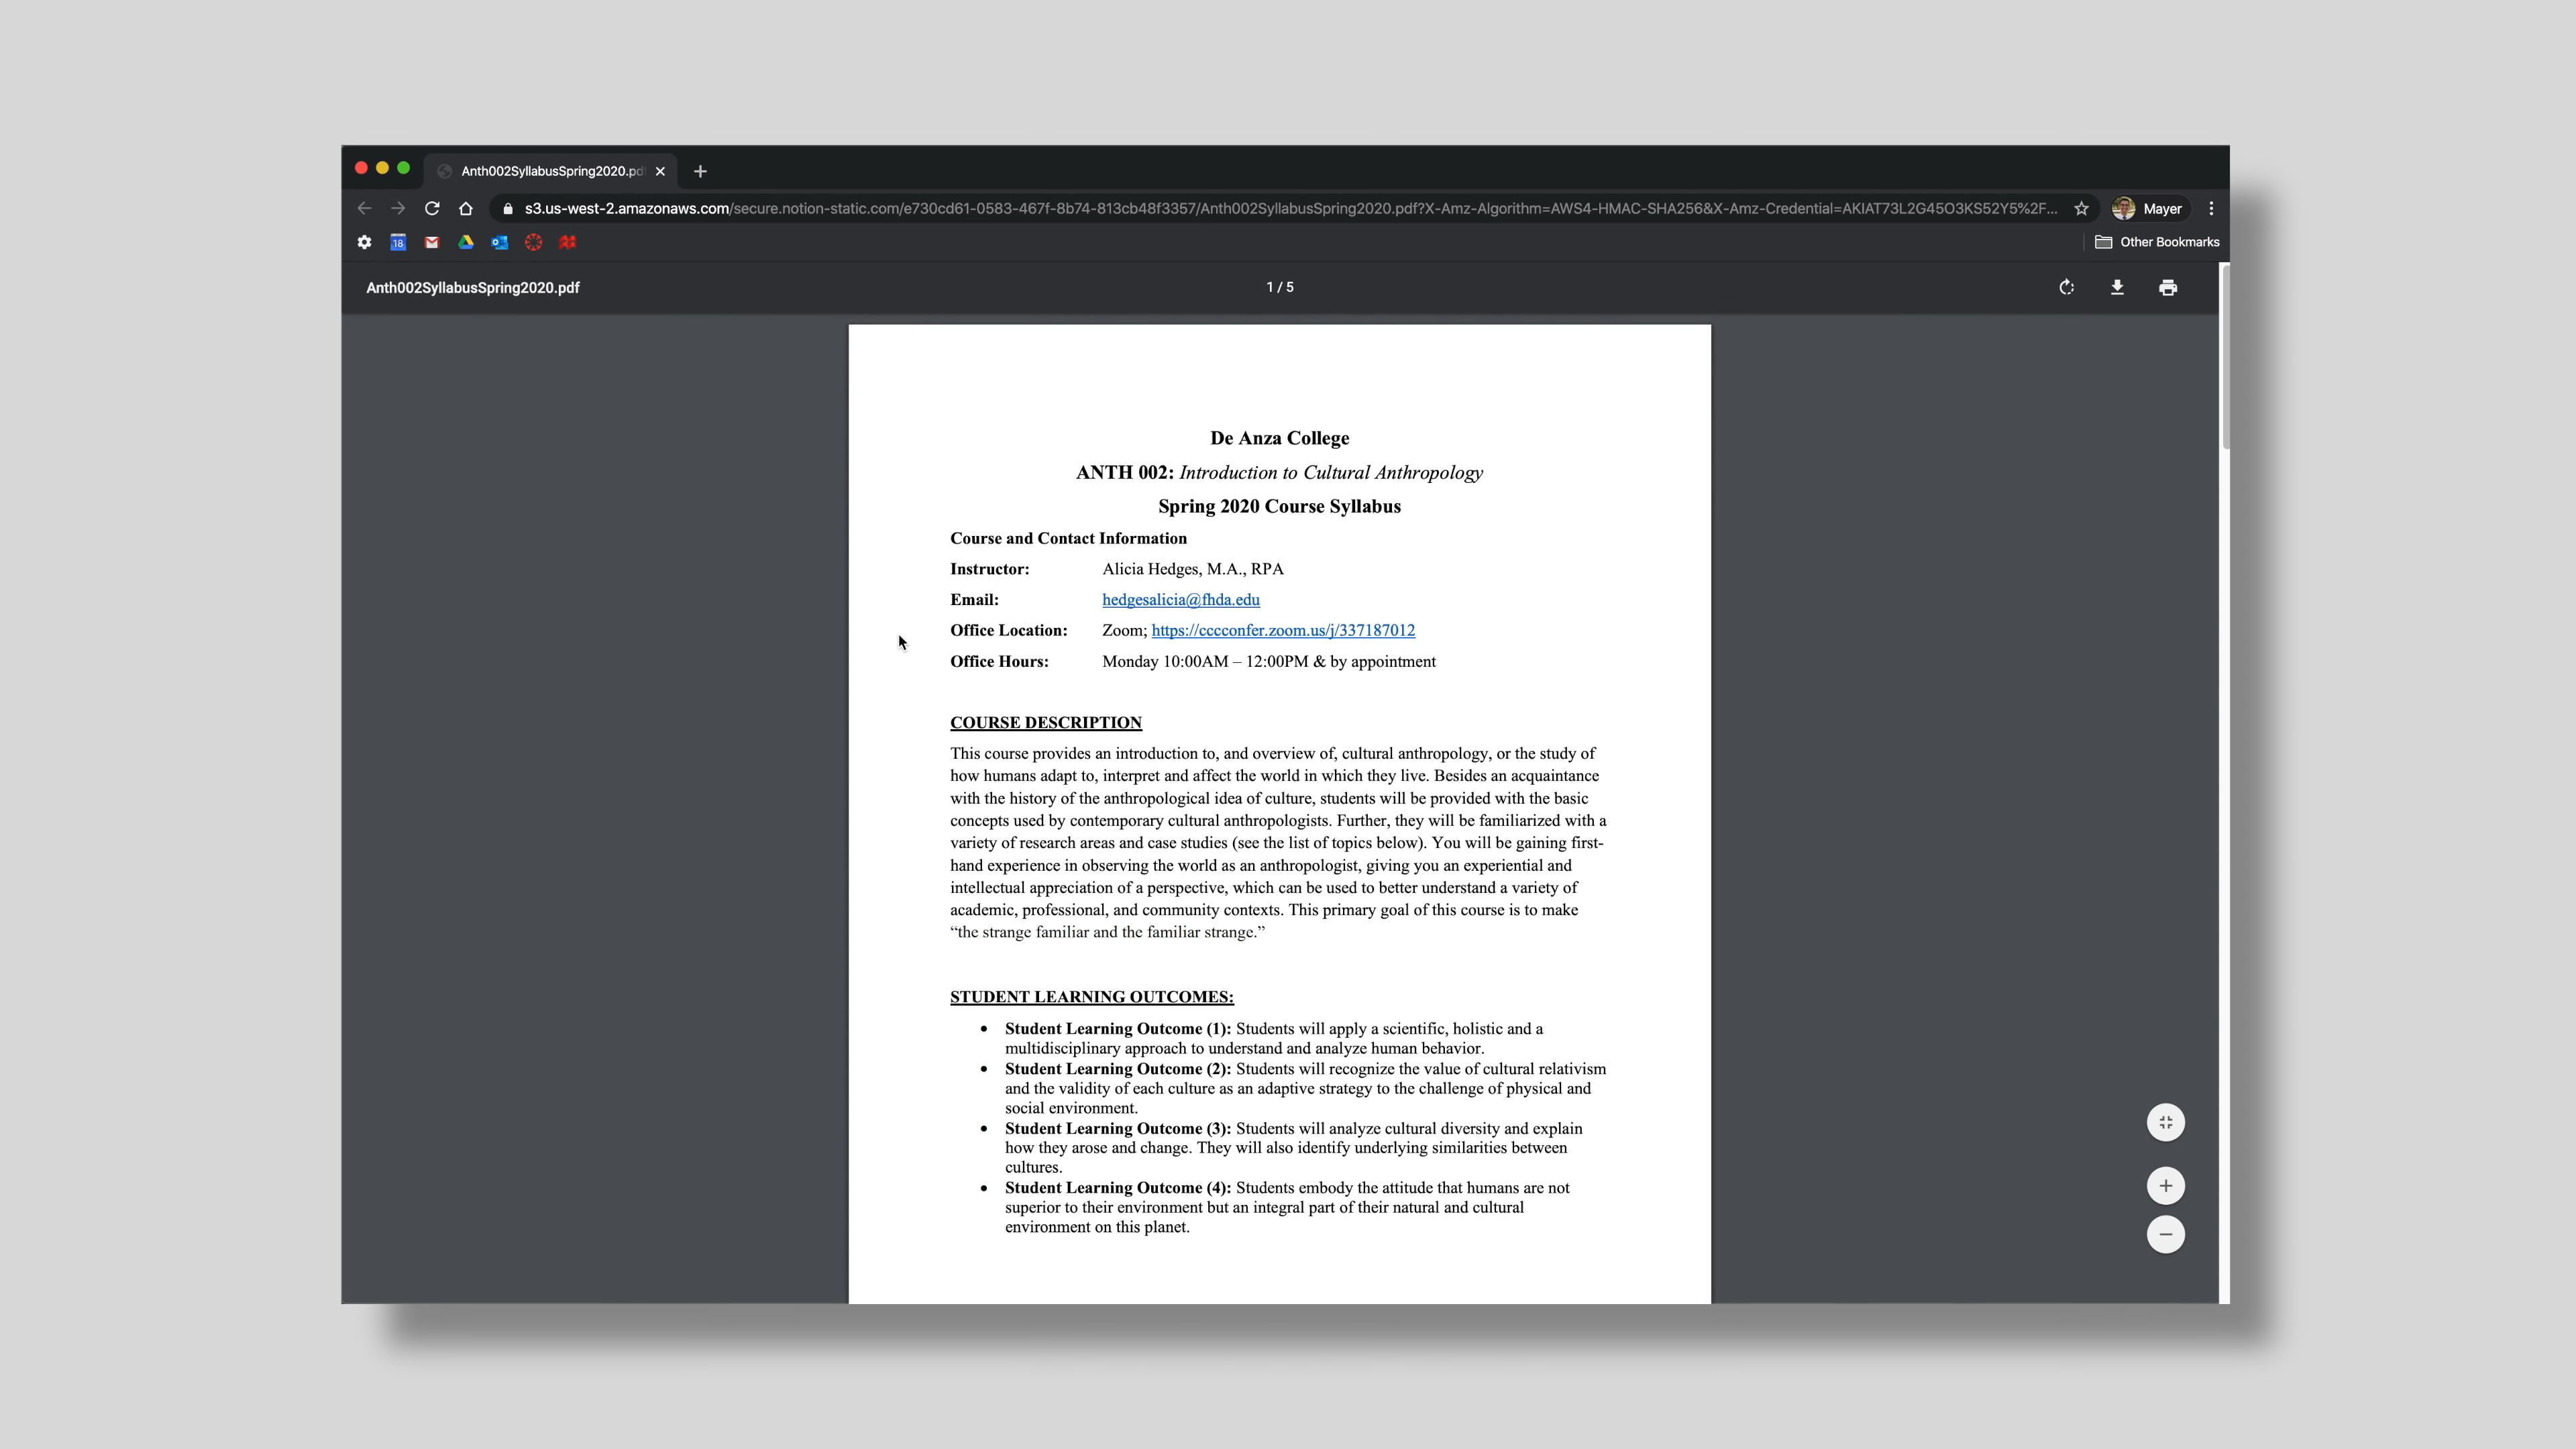 Anth002SyllabusSpring2020.pd
s3.us-west-2.amazonaws.com/secure.notion-static.com/e730cd61-0583-467f-8b74-813cb48f3357/Anth002SyllabusSpring2020.pdf?X-Amz-Algorithm=AWS4-HMAC-SHA256&X-Amz-Credential=AKIAT73L2G45O3KS52Y5%2F...
Mayer
18
Other Bookmarks
Anth002SyllabusSpring2020.pdf
1 / 5
De Anza College
ANTH 002: Introduction to Cultural Anthropology
Spring 2020 Course Syllabus
Course and Contact Information
Instructor: Alicia Hedges, M.A., RPA
Email: hedgesalicia@fhda.edu
Office Location: Zoom; https://cccconfer.zoom.us/j/337187012
Office Hours: Monday 10:00AM – 12:00PM & by appointment
COURSE DESCRIPTION
This course provides an introduction to, and overview of, cultural anthropology, or the study of
how humans adapt to, interpret and affect the world in which they live. Besides an acquaintance
with the history of the anthropological idea of culture, students will be provided with the basic
concepts used by contemporary cultural anthropologists. Further, they will be familiarized with a
variety of research areas and case studies (see the list of topics below). You will be gaining first-
hand experience in observing the world as an anthropologist, giving you an experiential and
intellectual appreciation of a perspective, which can be used to better understand a variety of
academic, professional, and community contexts. This primary goal of this course is to make
“the strange familiar and the familiar strange.”
STUDENT LEARNING OUTCOMES:
• Student Learning Outcome (1): Students will apply a scientific, holistic and a
multidisciplinary approach to understand and analyze human behavior.
• Student Learning Outcome (2): Students will recognize the value of cultural relativism
and the validity of each culture as an adaptive strategy to the challenge of physical and
social environment.
• Student Learning Outcome (3): Students will analyze cultural diversity and explain
how they arose and change. They will also identify underlying similarities between
cultures.
• Student Learning Outcome (4): Students embody the attitude that humans are not
superior to their environment but an integral part of their natural and cultural
environment on this planet.